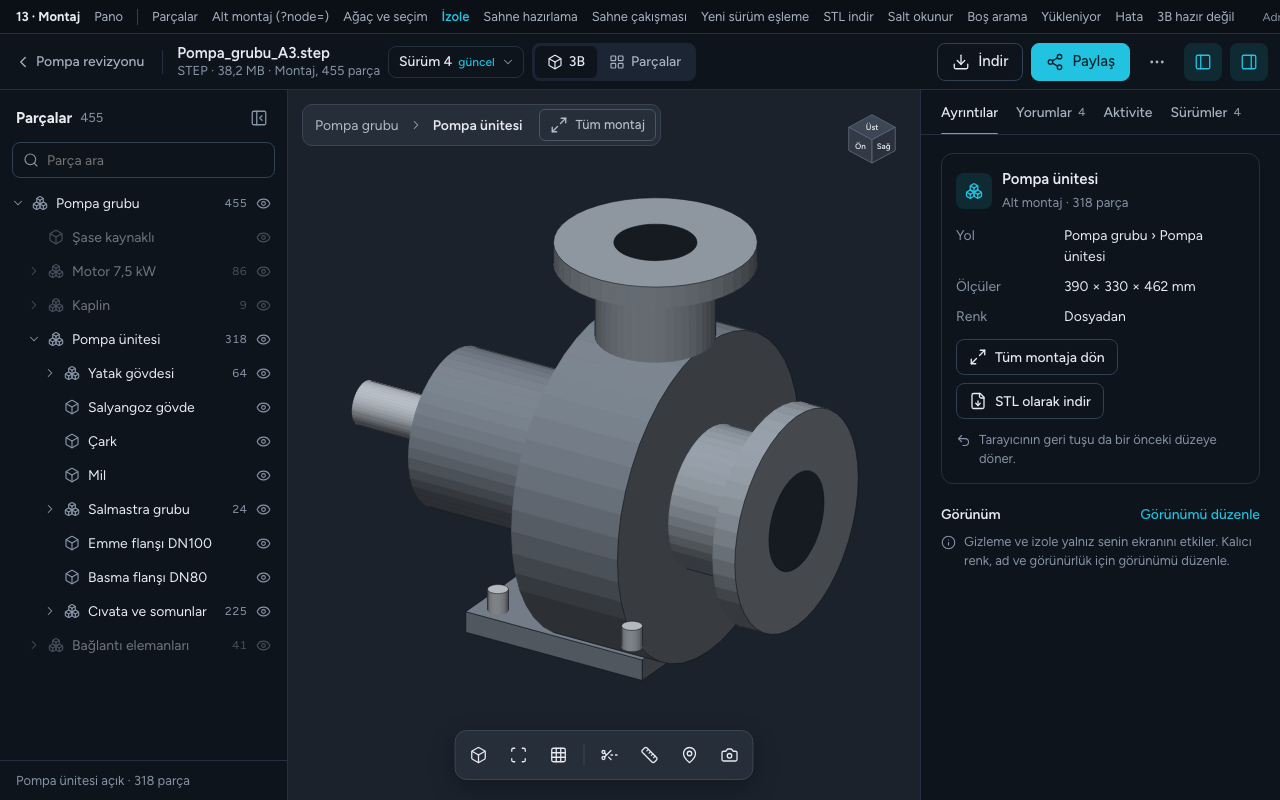 13 · Montaj Pano Parçalar Alt montaj (?node=) Ağaç ve seçim İzole Sahne hazırlama Sahne çakışması Yeni sürüm eşleme STL indir Salt okunur Boş arama Yükleniyor Hata 3B hazır değil
Pompa revizyonu
Pompa_grubu_A3.step
STEP · 38,2 MB · Montaj, 455 parça
Sürüm 4 güncel
3B
Parçalar
İndir
Paylaş
Parçalar 455
Parça ara
Pompa grubu 455
Şase kaynaklı
Motor 7,5 kW 86
Kaplin 9
Pompa ünitesi 318
Yatak gövdesi 64
Salyangoz gövde
Çark
Mil
Salmastra grubu 24
Emme flanşı DN100
Basma flanşı DN80
Cıvata ve somunlar 225
Bağlantı elemanları 41
Pompa ünitesi açık · 318 parça
Pompa grubu Pompa ünitesi Tüm montaj
Üst
Ön Sağ
Ayrıntılar Yorumlar 4 Aktivite Sürümler 4
Pompa ünitesi
Alt montaj · 318 parça
Yol Pompa grubu › Pompa
ünitesi
Ölçüler 390 × 330 × 462 mm
Renk Dosyadan
Tüm montaja dön
STL olarak indir
Tarayıcının geri tuşu da bir önceki düzeye
döner.
Görünüm Görünümü düzenle
Gizleme ve izole yalnız senin ekranını etkiler. Kalıcı
renk, ad ve görünürlük için görünümü düzenle.